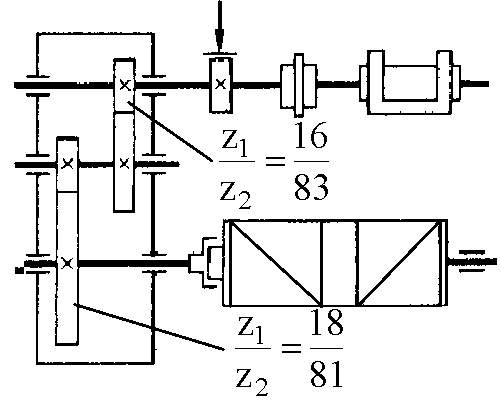 z₁/z₂ = 16/83
z₁/z₂ = 18/81